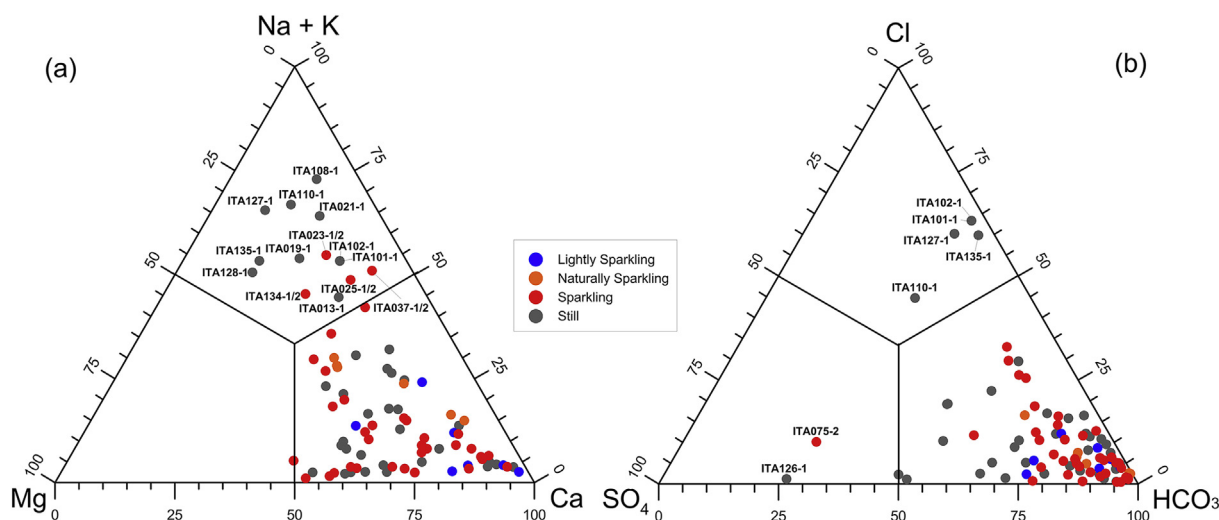 Na + K
(a)
0
100
25
75
ITA108-1
ITA110-1
ITA127-1
ITA021-1
ITA023-1/2
ITA102-1
ITA135-1
ITA019-1
ITA101-1
ITA128-1
50
50
ITA134-1/2
ITA025-1/2
ITA013-1
ITA037-1/2
75
25
100
0
Mg
Ca
0
25
50
75
100
Lightly Sparkling
Naturally Sparkling
Sparkling
Still
Cl
(b)
0
100
25
75
ITA102-1
ITA101-1
ITA127-1
ITA135-1
50
50
ITA110-1
75
25
ITA075-2
ITA126-1
100
0
SO₄
HCO₃
0
25
50
75
100